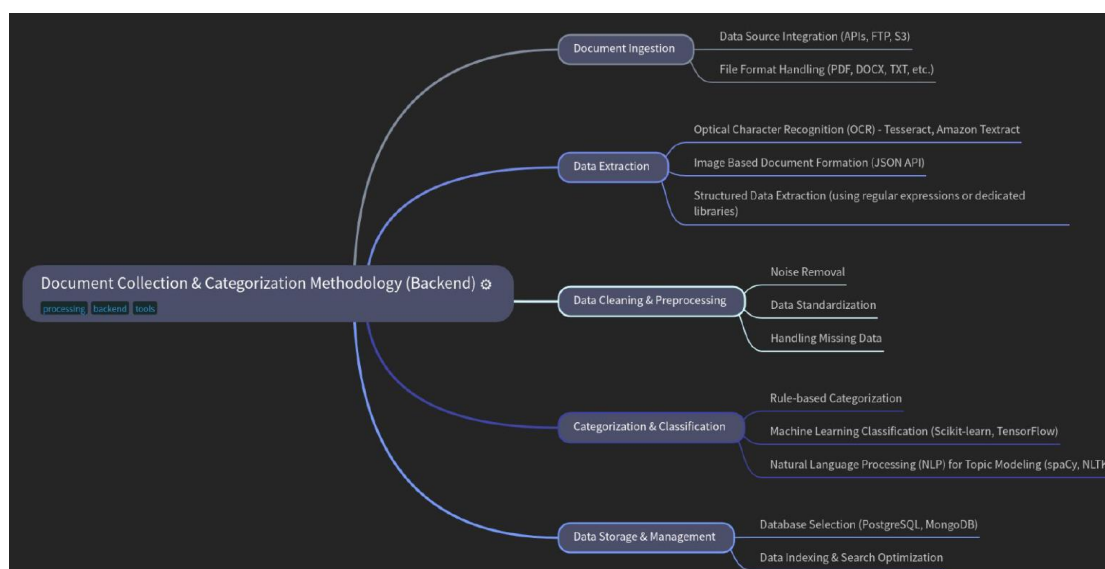 Document Ingestion
Data Source Integration (APIs, FTP, S3)
File Format Handling (PDF, DOCX, TXT, etc.)
Data Extraction
Optical Character Recognition (OCR) - Tesseract, Amazon Textract
Image Based Document Formation (JSON API)
Structured Data Extraction (using regular expressions or dedicated
libraries)
Document Collection & Categorization Methodology (Backend)
processing backend tools
Data Cleaning & Preprocessing
Noise Removal
Data Standardization
Handling Missing Data
Categorization & Classification
Rule-based Categorization
Machine Learning Classification (Scikit-learn, TensorFlow)
Natural Language Processing (NLP) for Topic Modeling (spaCy, NLTK
Data Storage & Management
Database Selection (PostgreSQL, MongoDB)
Data Indexing & Search Optimization